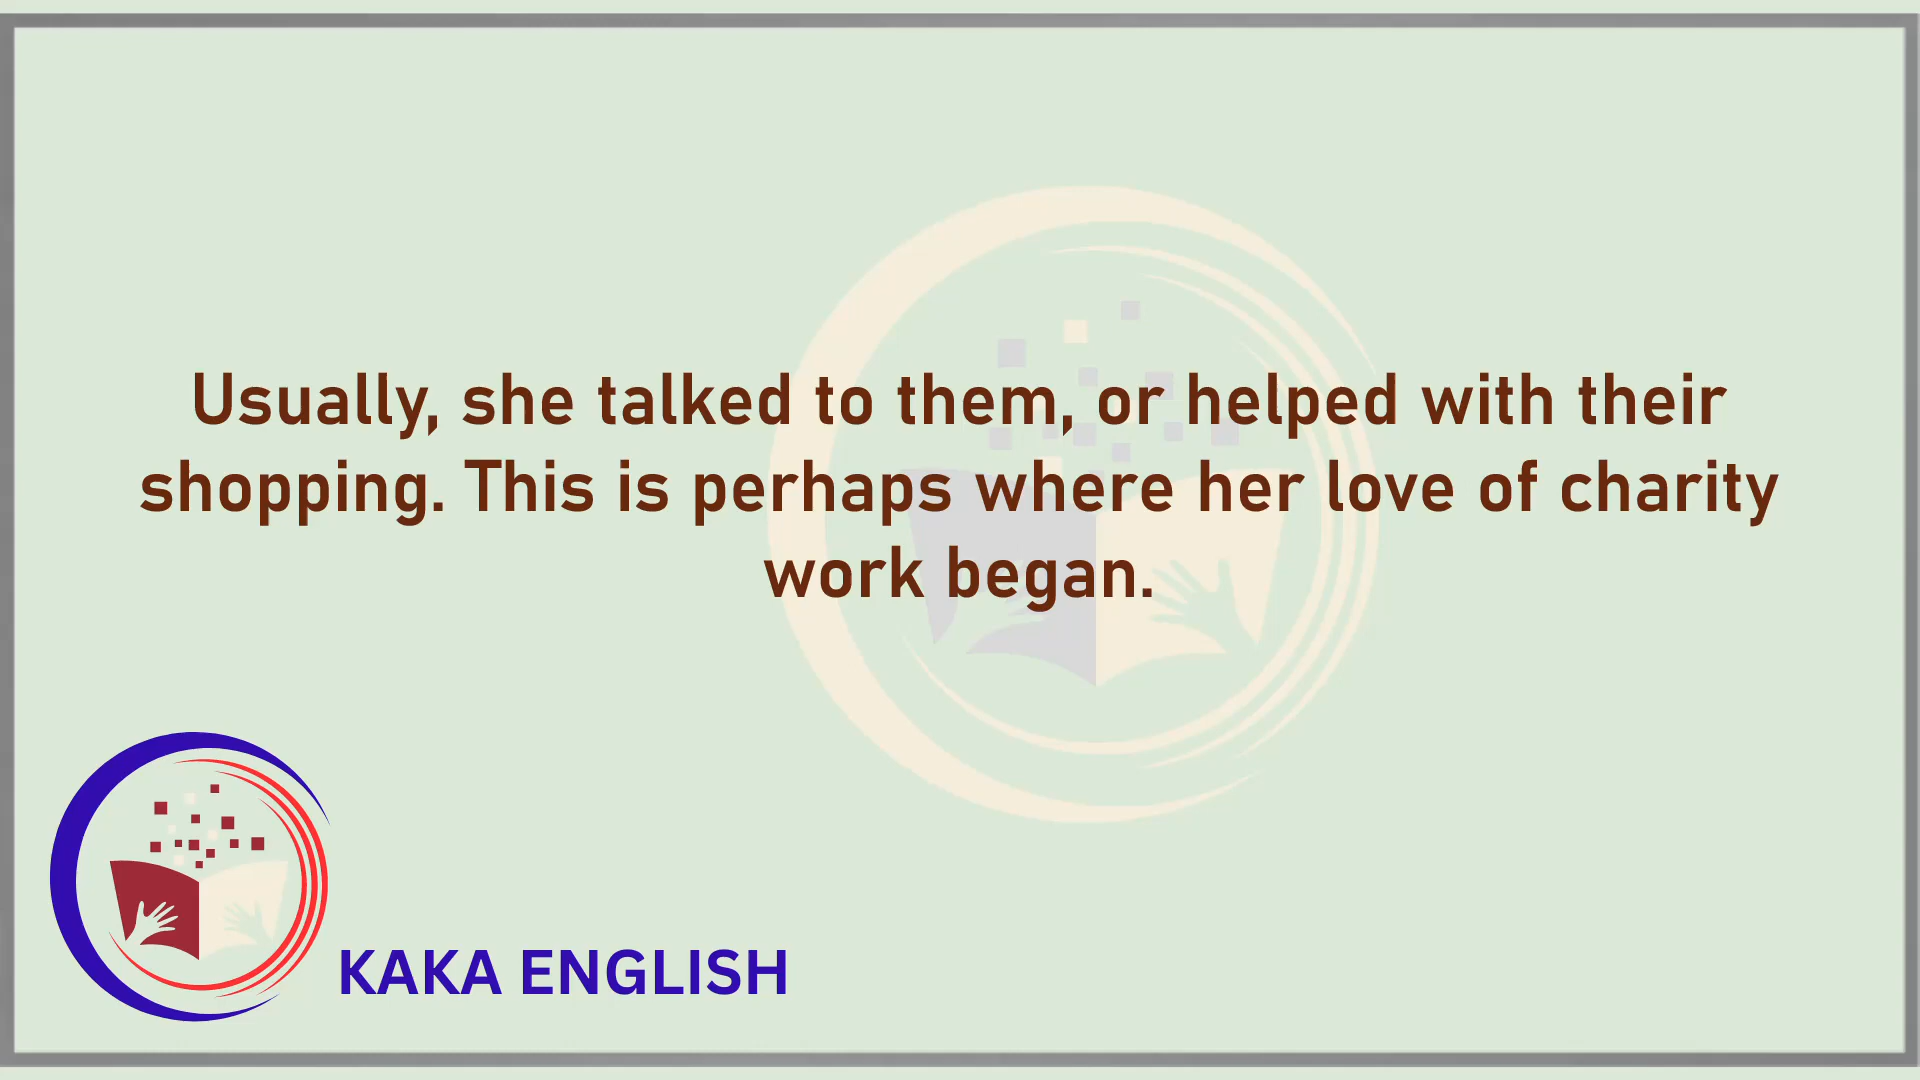 Usually, she talked to them, or helped with their
shopping. This is perhaps where her love of charity
work began.
KAKA ENGLISH